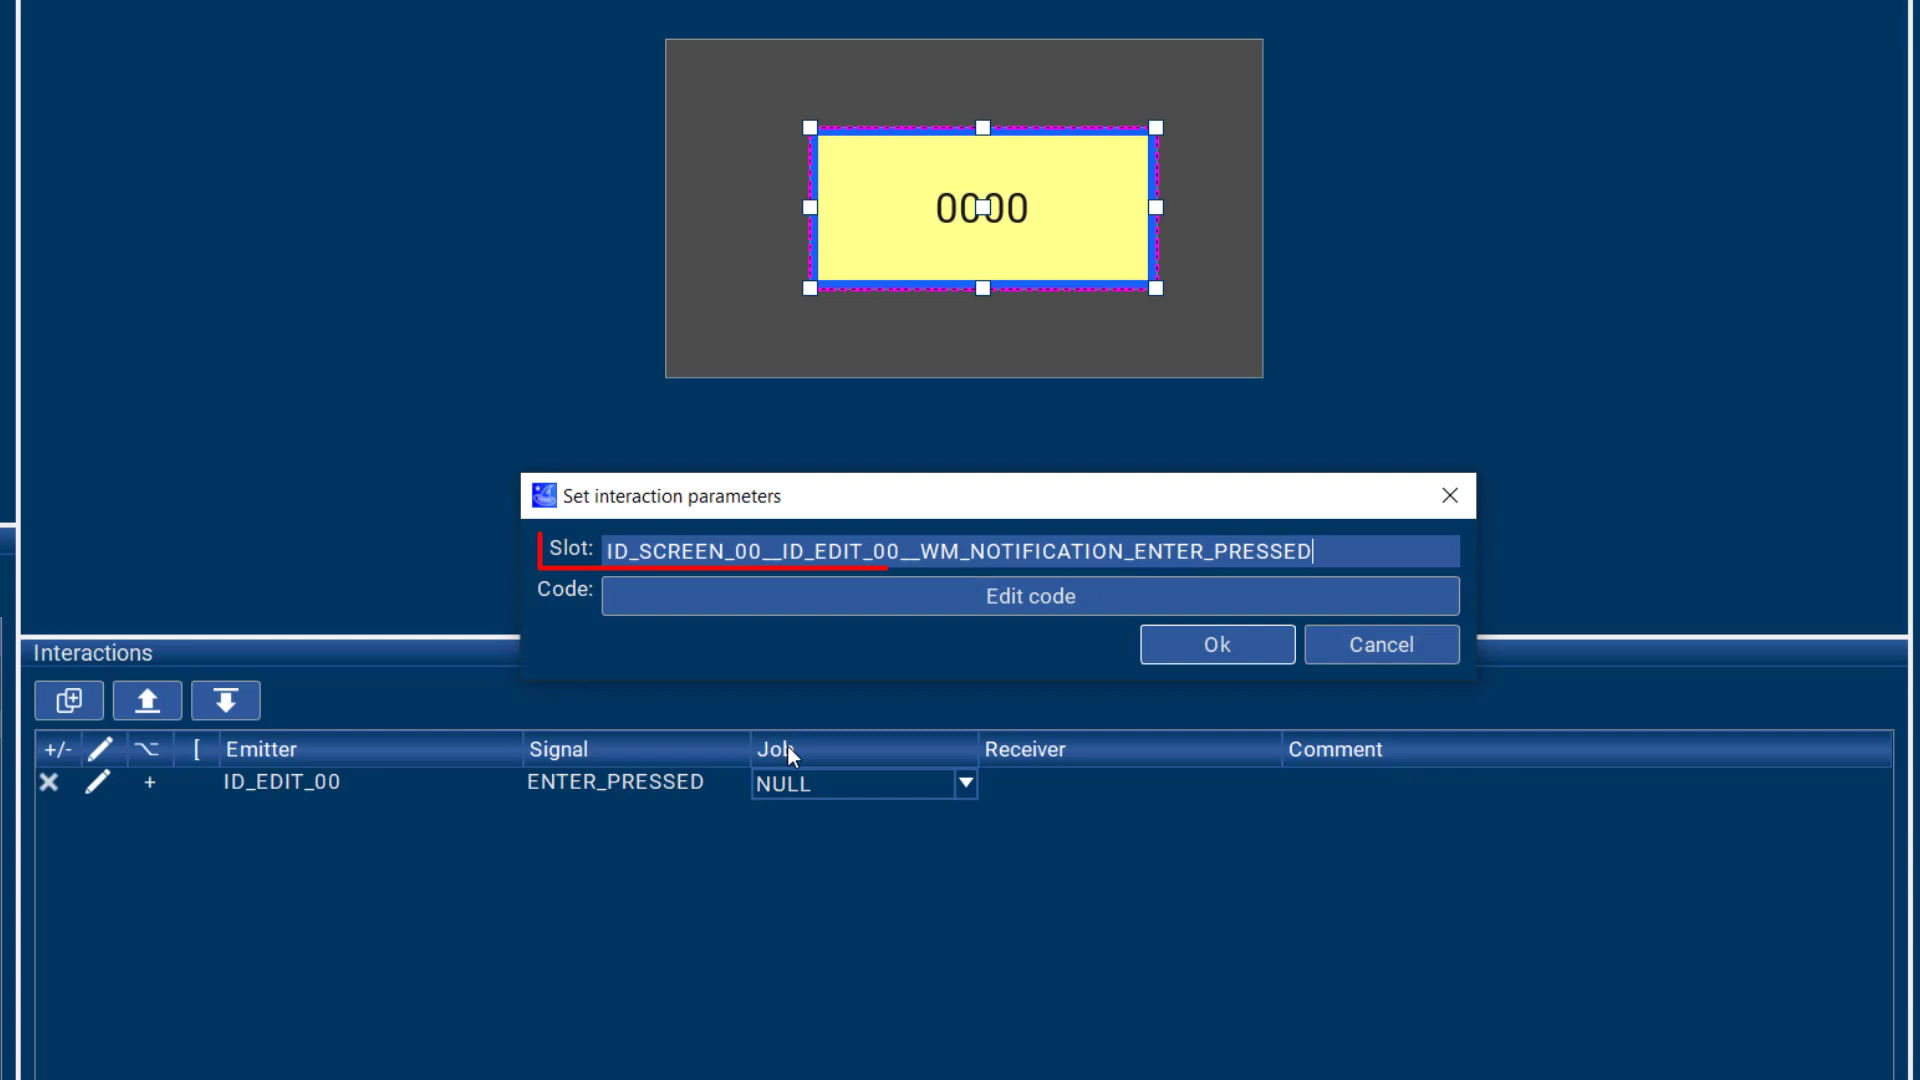 0000
Set interaction parameters
Slot: ID_SCREEN_00__ID_EDIT_00__WM_NOTIFICATION_ENTER_PRESSED
Code: Edit code
Ok Cancel
Interactions
+/- [ Emitter Signal Job Receiver Comment
+ ID_EDIT_00 ENTER_PRESSED NULL